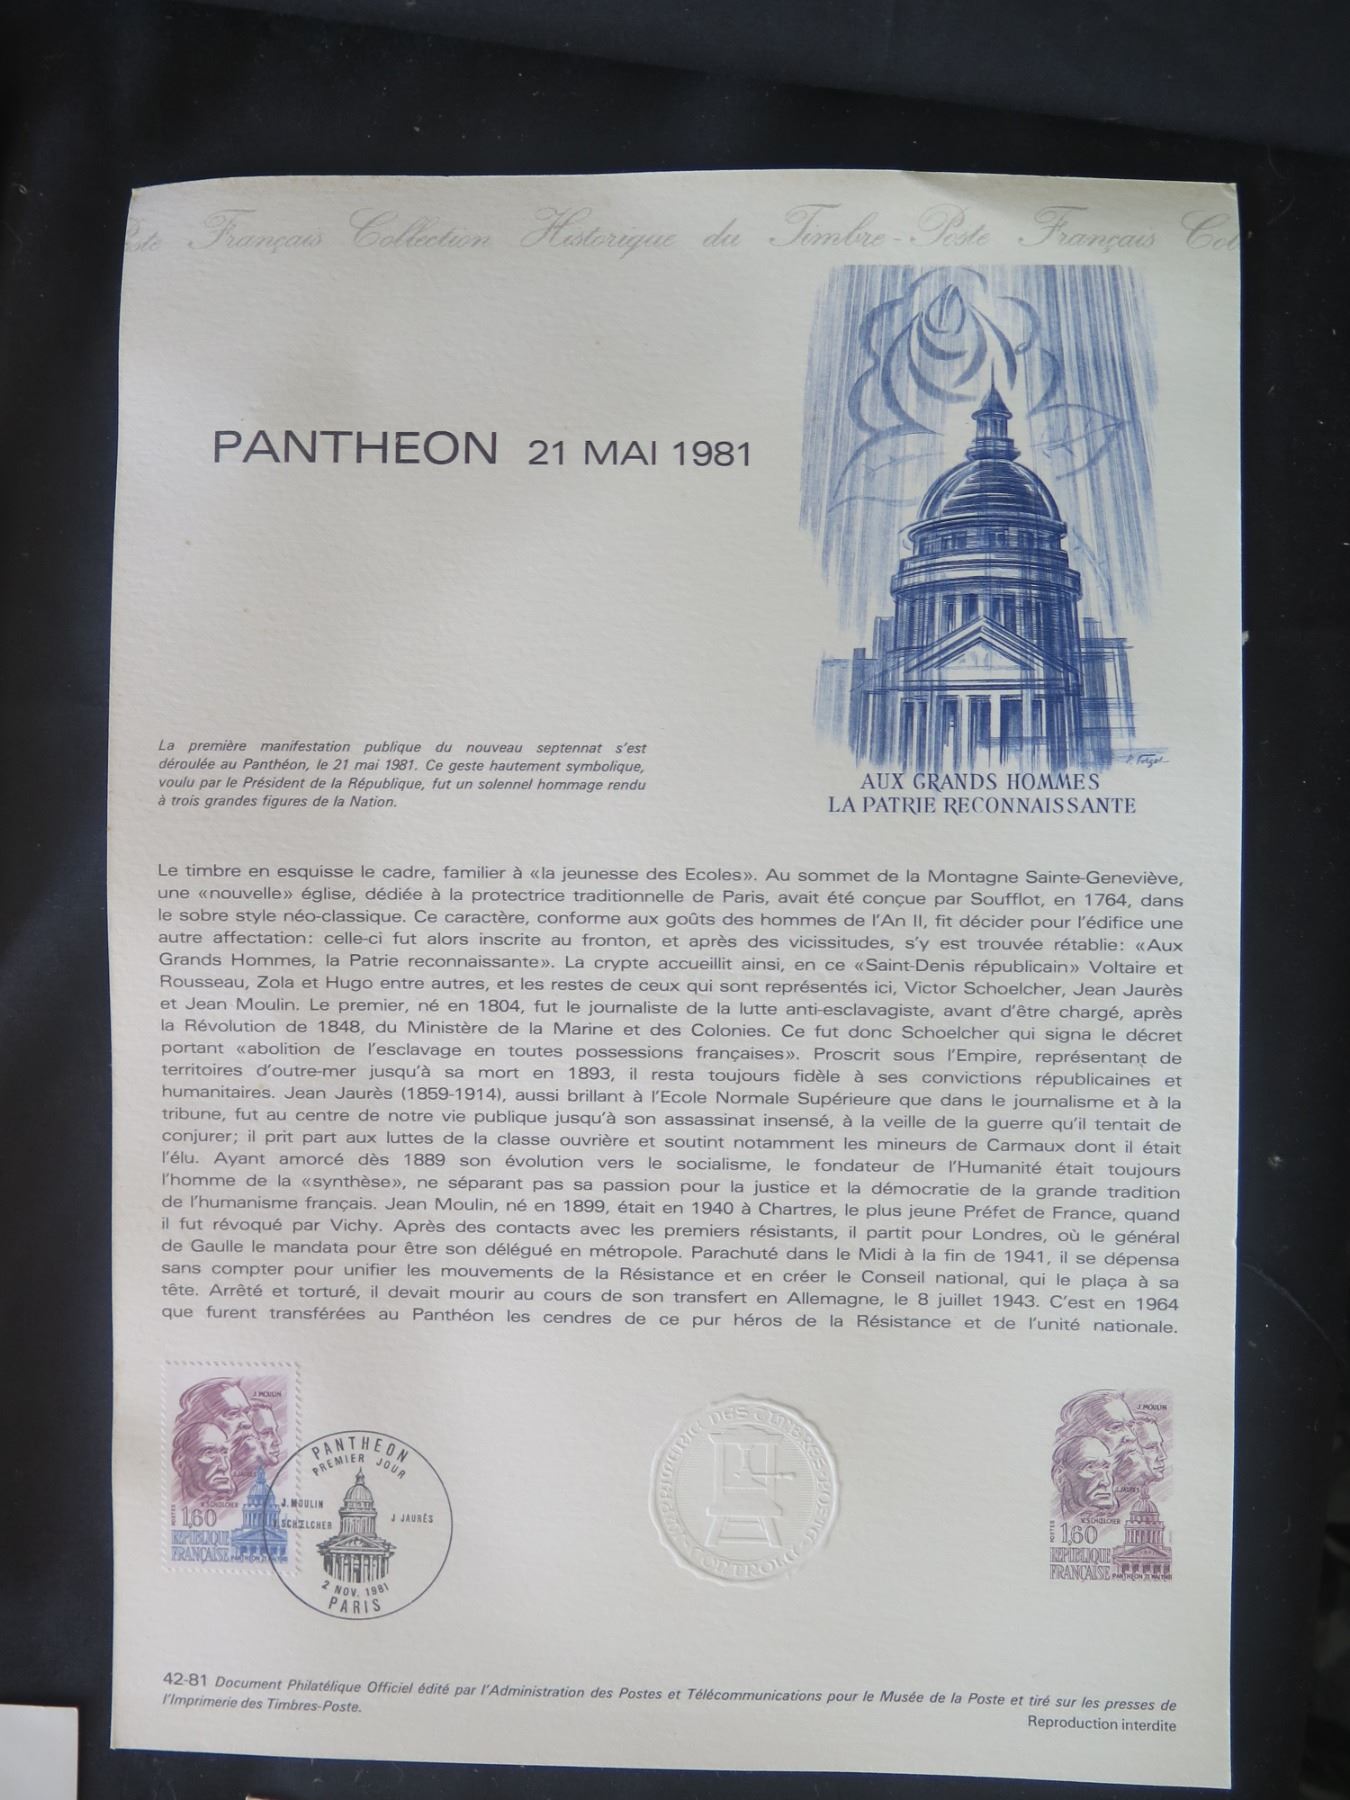 Poste Français Collection Historique du Timbre-Poste Français Col
PANTHEON 21 MAI 1981
AUX GRANDS HOMMES
LA PATRIE RECONNAISSANTE
La première manifestation publique du nouveau septennat s'est
déroulée au Panthéon, le 21 mai 1981. Ce geste hautement symbolique,
voulu par le Président de la République, fut un solennel hommage rendu
à trois grandes figures de la Nation.
Le timbre en esquisse le cadre, familier à «la jeunesse des Ecoles». Au sommet de la Montagne Sainte-Geneviève,
une «nouvelle» église, dédiée à la protectrice traditionnelle de Paris, avait été conçue par Soufflot, en 1764, dans
le sobre style néo-classique. Ce caractère, conforme aux goûts des hommes de l'An II, fit décider pour l'édifice une
autre affectation: celle-ci fut alors inscrite au fronton, et après des vicissitudes, s'y est trouvée rétablie: «Aux
Grands Hommes, la Patrie reconnaissante». La crypte accueillit ainsi, en ce «Saint-Denis républicain» Voltaire et
Rousseau, Zola et Hugo entre autres, et les restes de ceux qui sont représentés ici, Victor Schoelcher, Jean Jaurès
et Jean Moulin. Le premier, né en 1804, fut le journaliste de la lutte anti-esclavagiste, avant d'être chargé, après
la Révolution de 1848, du Ministère de la Marine et des Colonies. Ce fut donc Schoelcher qui signa le décret
portant «abolition de l'esclavage en toutes possessions françaises». Proscrit sous l'Empire, représentant de
territoires d'outre-mer jusqu'à sa mort en 1893, il resta toujours fidèle à ses convictions républicaines et
humanitaires. Jean Jaurès (1859-1914), aussi brillant à l'Ecole Normale Supérieure que dans le journalisme et à la
tribune, fut au centre de notre vie publique jusqu'à son assassinat insensé, à la veille de la guerre qu'il tentait de
conjurer; il prit part aux luttes de la classe ouvrière et soutint notamment les mineurs de Carmaux dont il était
l'élu. Ayant amorcé dès 1889 son évolution vers le socialisme, le fondateur de l'Humanité était toujours
l'homme de la «synthèse», ne séparant pas sa passion pour la justice et la démocratie de la grande tradition
de l'humanisme français. Jean Moulin, né en 1899, était en 1940 à Chartres, le plus jeune Préfet de France, quand
il fut révoqué par Vichy. Après des contacts avec les premiers résistants, il partit pour Londres, où le général
de Gaulle le mandata pour être son délégué en métropole. Parachuté dans le Midi à la fin de 1941, il se dépensa
sans compter pour unifier les mouvements de la Résistance et en créer le Conseil national, qui le plaça à sa
tête. Arrêté et torturé, il devait mourir au cours de son transfert en Allemagne, le 8 juillet 1943. C'est en 1964
que furent transférées au Panthéon les cendres de ce pur héros de la Résistance et de l'unité nationale.
J. MOULIN
J. JAURÈS
V. SCHŒLCHER
POSTES
1,60
REPUBLIQUE
FRANÇAISE
PANTHEON 21 MAI 1981
PANTHEON
PREMIER JOUR
J. MOULIN
V. SCHŒLCHER
J JAURÈS
2 NOV. 1981
PARIS
IMPRIMERIE DES TIMBRES-POSTE
CONTROLE
J. MOULIN
J. JAURÈS
V. SCHŒLCHER
POSTES
1,60
REPUBLIQUE
FRANÇAISE
PANTHEON 21 MAI 1981
42-81 Document Philatélique Officiel édité par l'Administration des Postes et Télécommunications pour le Musée de la Poste et tiré sur les presses de
l'Imprimerie des Timbres-Poste.
Reproduction interdite